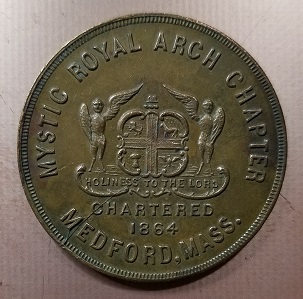 MYSTIC ROYAL ARCH CHAPTER
HOLINESS TO THE LORD
CHARTERED
1864
MEDFORD, MASS.